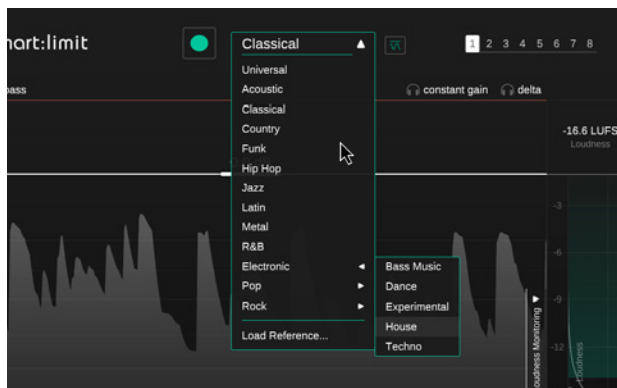 art:limit
Classical
1 2 3 4 5 6 7 8
Universal
Acoustic
Classical
Country
Funk
Hip Hop
Jazz
Latin
Metal
R&B
Electronic
Pop
Rock
Load Reference...
Bass Music
Dance
Experimental
House
Techno
bass
constant gain
delta
-16.6 LUFS
Loudness
-3
-6
-9
-12
Loudness Monitoring
Loudness